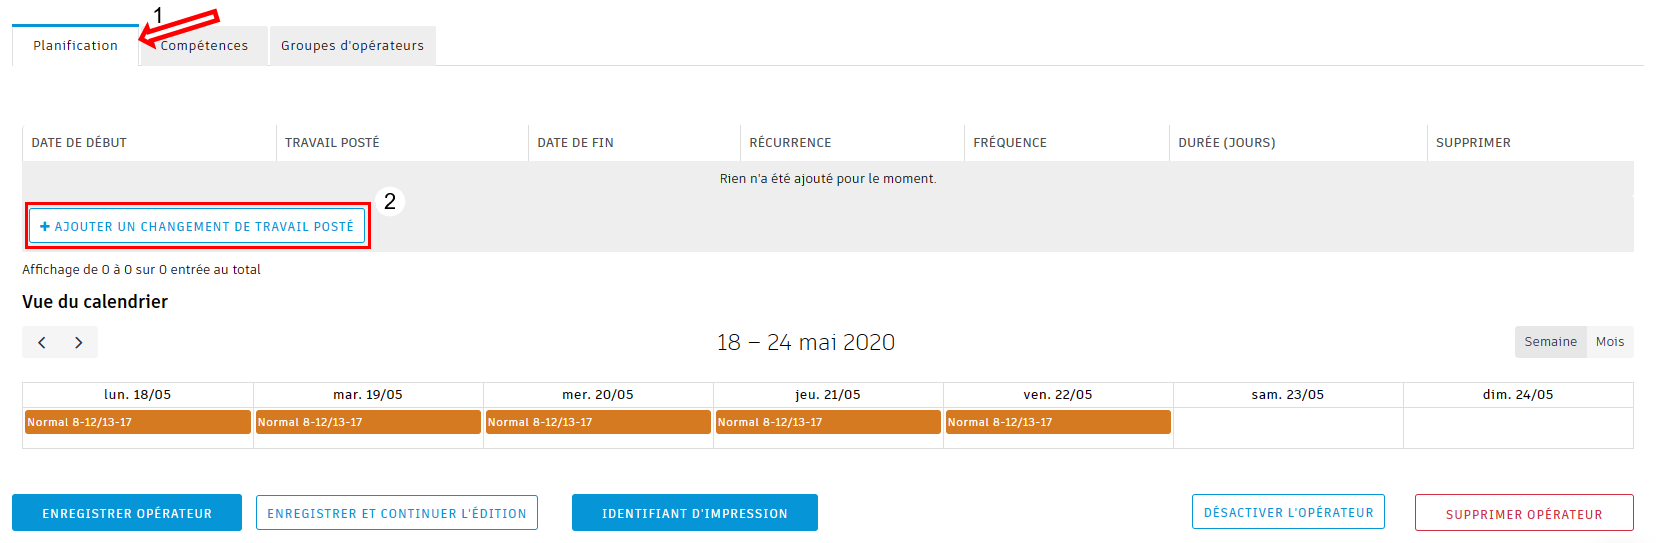 1
Planification Compétences Groupes d'opérateurs
DATE DE DÉBUT TRAVAIL POSTÉ DATE DE FIN RÉCURRENCE FRÉQUENCE DURÉE (JOURS) SUPPRIMER
Rien n'a été ajouté pour le moment.
2
+ AJOUTER UN CHANGEMENT DE TRAVAIL POSTÉ
Affichage de 0 à 0 sur 0 entrée au total
Vue du calendrier
18 – 24 mai 2020 Semaine Mois
lun. 18/05 mar. 19/05 mer. 20/05 jeu. 21/05 ven. 22/05 sam. 23/05 dim. 24/05
Normal 8-12/13-17 Normal 8-12/13-17 Normal 8-12/13-17 Normal 8-12/13-17 Normal 8-12/13-17
ENREGISTRER OPÉRATEUR ENREGISTRER ET CONTINUER L'ÉDITION IDENTIFIANT D'IMPRESSION DÉSACTIVER L'OPÉRATEUR SUPPRIMER OPÉRATEUR